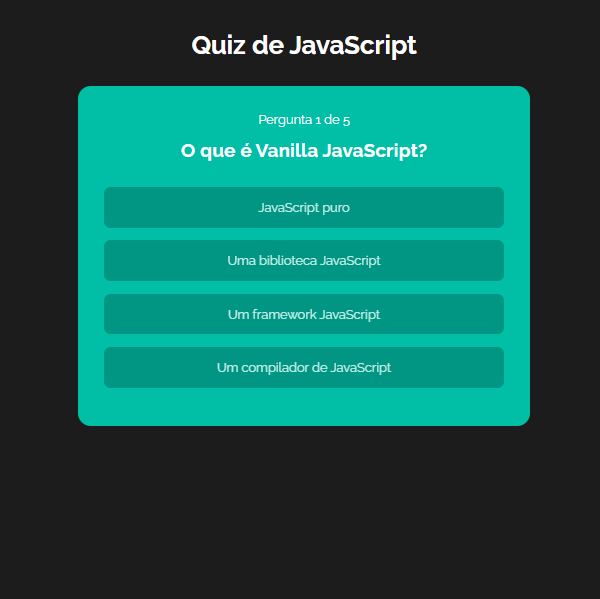 Quiz de JavaScript
Pergunta 1 de 5
O que é Vanilla JavaScript?
JavaScript puro
Uma biblioteca JavaScript
Um framework JavaScript
Um compilador de JavaScript